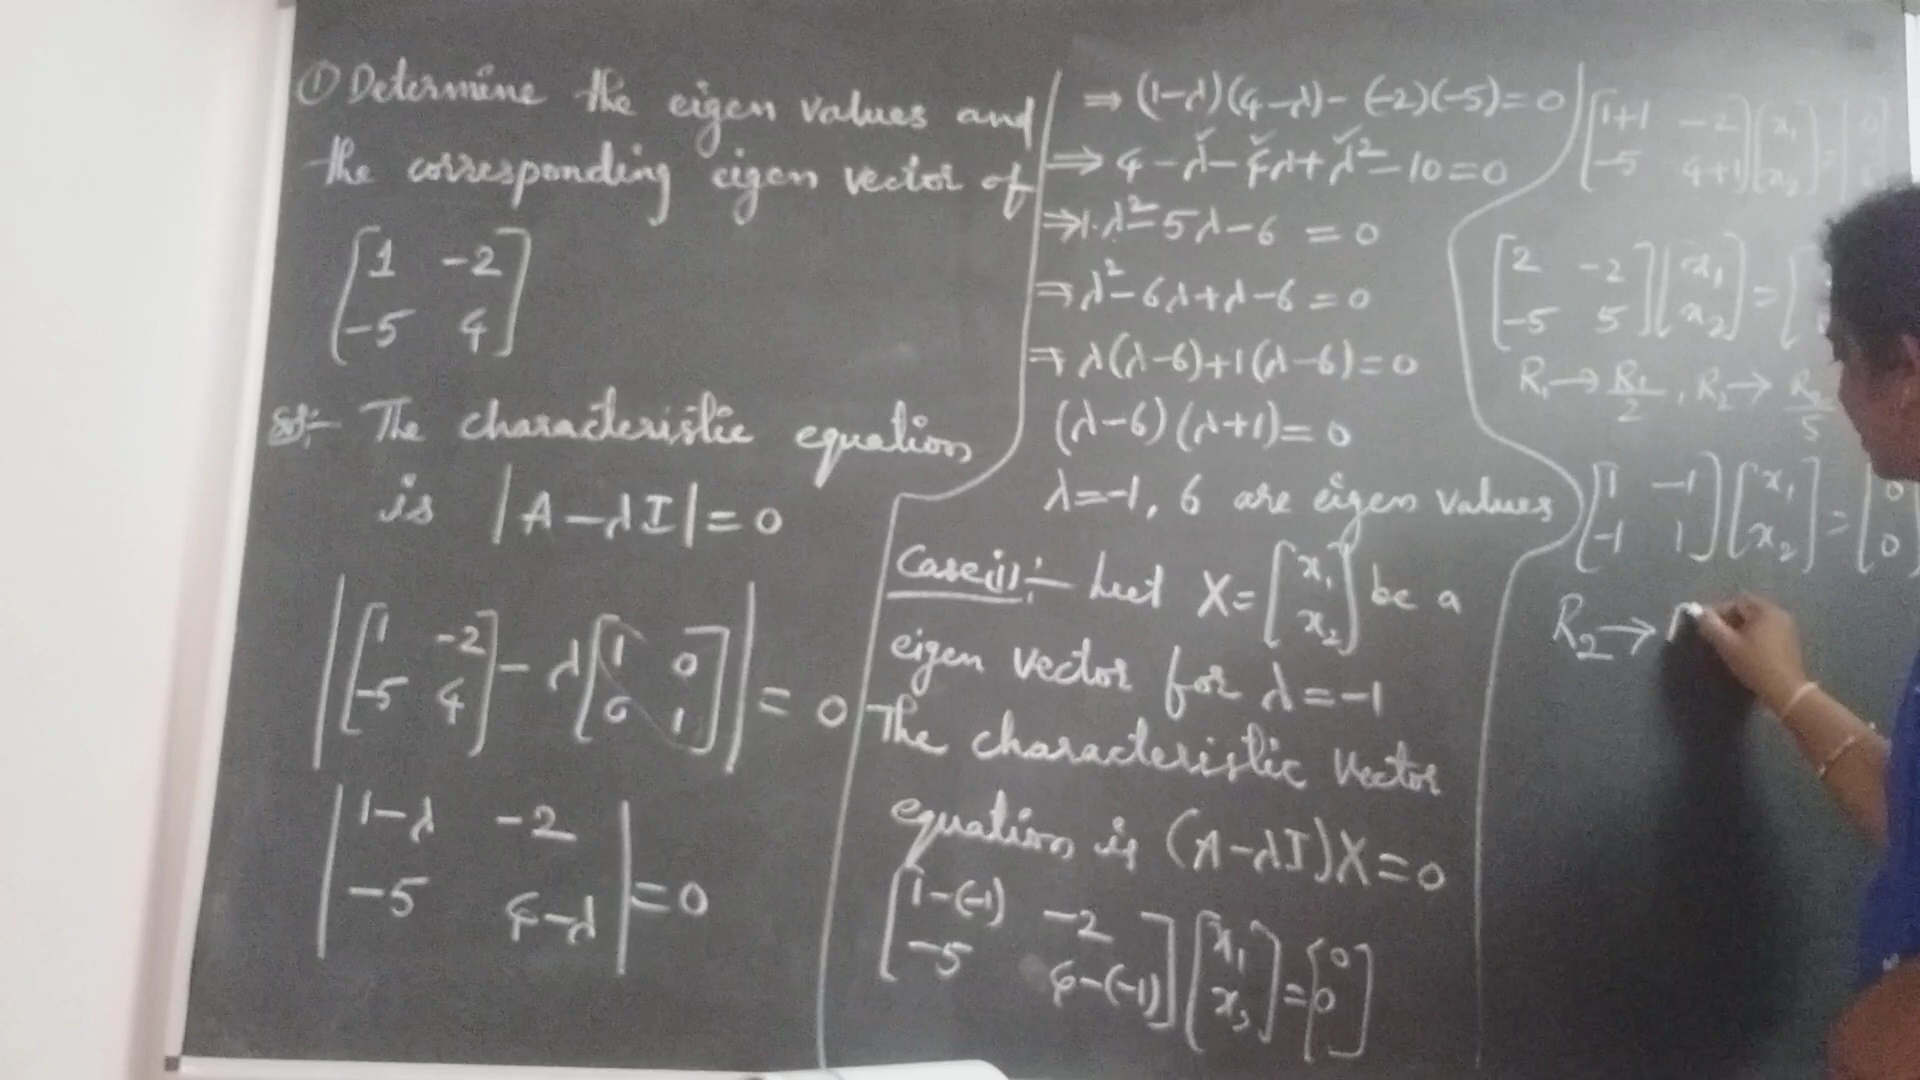 ① Determine the eigen values and
the corresponding eigen vector of
[1 -2]
[-5 4]
Sol:- The characteristic equation
is |A-λI|=0
|[1 -2] - λ[1 0]| = 0
|[-5 4] [0 1]|
|1-λ -2|
|-5 4-λ| = 0
⇒ (1-λ)(4-λ)-(-2)(-5)=0
⇒ 4-λ-4λ+λ²-10=0
⇒1.λ²-5λ-6=0
⇒λ²-6λ+λ-6=0
⇒λ(λ-6)+1(λ-6)=0
(λ-6)(λ+1)=0
λ=-1, 6 are eigen values
Case(i):- Let X=[x₁] be a
[x₂]
eigen vector for λ=-1
The characteristic vector
equation is (A-λI)X=0
[1-(-1) -2][x₁]=[0]
[-5 4-(-1)][x₂] [0]
[1+1 -2][x₁]=[0]
[-5 4+1][x₂]
[2 -2][x₁]=[
[-5 5][x₂]
R₁→R₁/2, R₂→R₂/5
[1 -1][x₁]=[0]
[-1 1][x₂] [0]
R₂→